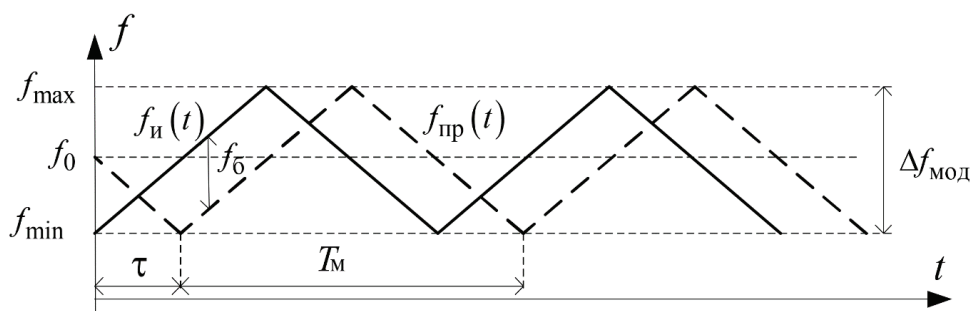 f
f_max
f_и(t)
f_пр(t)
f_0
f_б
Δf_мод
f_min
τ
T_м
t